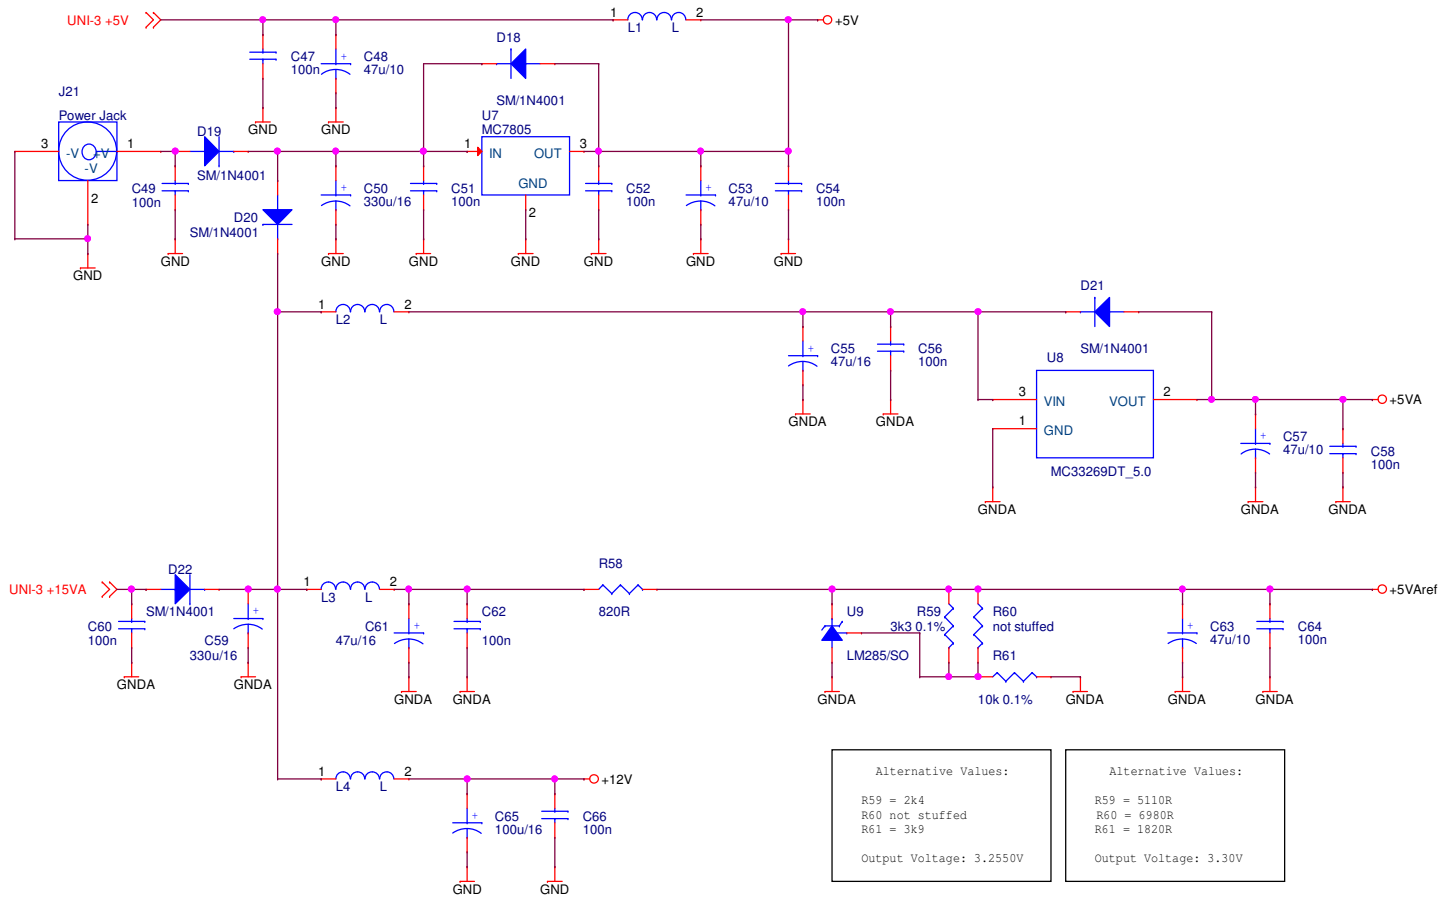 UNI-3 +5V
1
2
L1
L
+5V
C47
100n
+
C48
47u/10
D18
SM/1N4001
GND
GND
J21
Power Jack
3
-V
+V
-V
1
2
GND
D19
SM/1N4001
C49
100n
GND
D20
SM/1N4001
+
C50
330u/16
GND
C51
100n
GND
U7
MC7805
1
IN
OUT
3
GND
2
GND
C52
100n
GND
+
C53
47u/10
GND
C54
100n
GND
1
2
L2
L
+
C55
47u/16
GNDA
C56
100n
GNDA
D21
SM/1N4001
U8
3
VIN
VOUT
2
1
GND
MC33269DT_5.0
GNDA
+5VA
+
C57
47u/10
GNDA
C58
100n
GNDA
UNI-3 +15VA
D22
SM/1N4001
C60
100n
GNDA
+
C59
330u/16
GNDA
1
2
L3
L
+
C61
47u/16
GNDA
C62
100n
GNDA
R58
820R
U9
LM285/SO
GNDA
R59
3k3 0.1%
R60
not stuffed
R61
10k 0.1%
GNDA
+
C63
47u/10
GNDA
C64
100n
GNDA
+5VAref
1
2
L4
L
+12V
+
C65
100u/16
GND
C66
100n
GND
Alternative Values:
R59 = 2k4
R60 not stuffed
R61 = 3k9
Output Voltage: 3.2550V
Alternative Values:
R59 = 5110R
R60 = 6980R
R61 = 1820R
Output Voltage: 3.30V